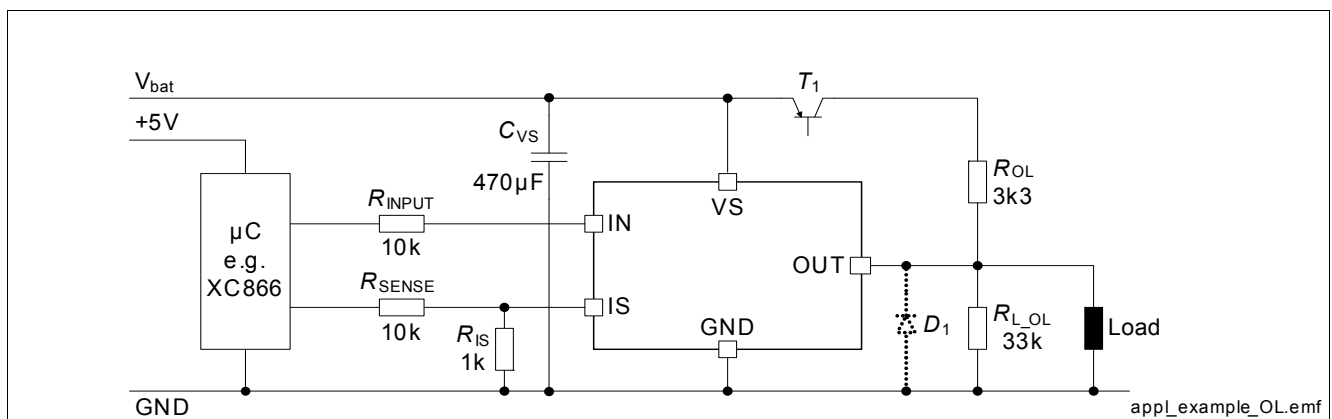 V_bat
+5V
T_1
C_VS
470µF
R_OL
3k3
VS
R_INPUT
10k
IN
µC
e.g.
XC866
OUT
R_SENSE
10k
IS
GND
R_IS
1k
D_1
R_L_OL
33k
Load
GND
appl_example_OL.emf